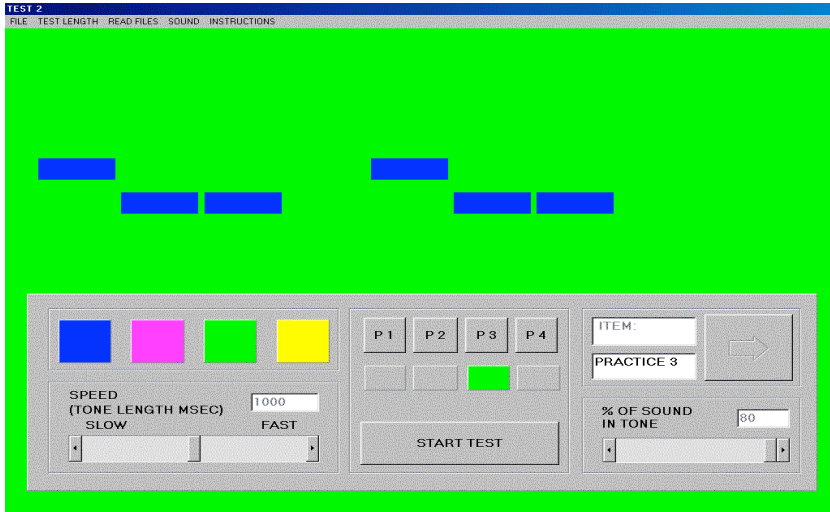 TEST 2
FILE TEST LENGTH READ FILES SOUND INSTRUCTIONS
P 1 P 2 P 3 P 4
ITEM:
PRACTICE 3
SPEED
(TONE LENGTH MSEC) 1000
SLOW FAST
START TEST
% OF SOUND
IN TONE 80